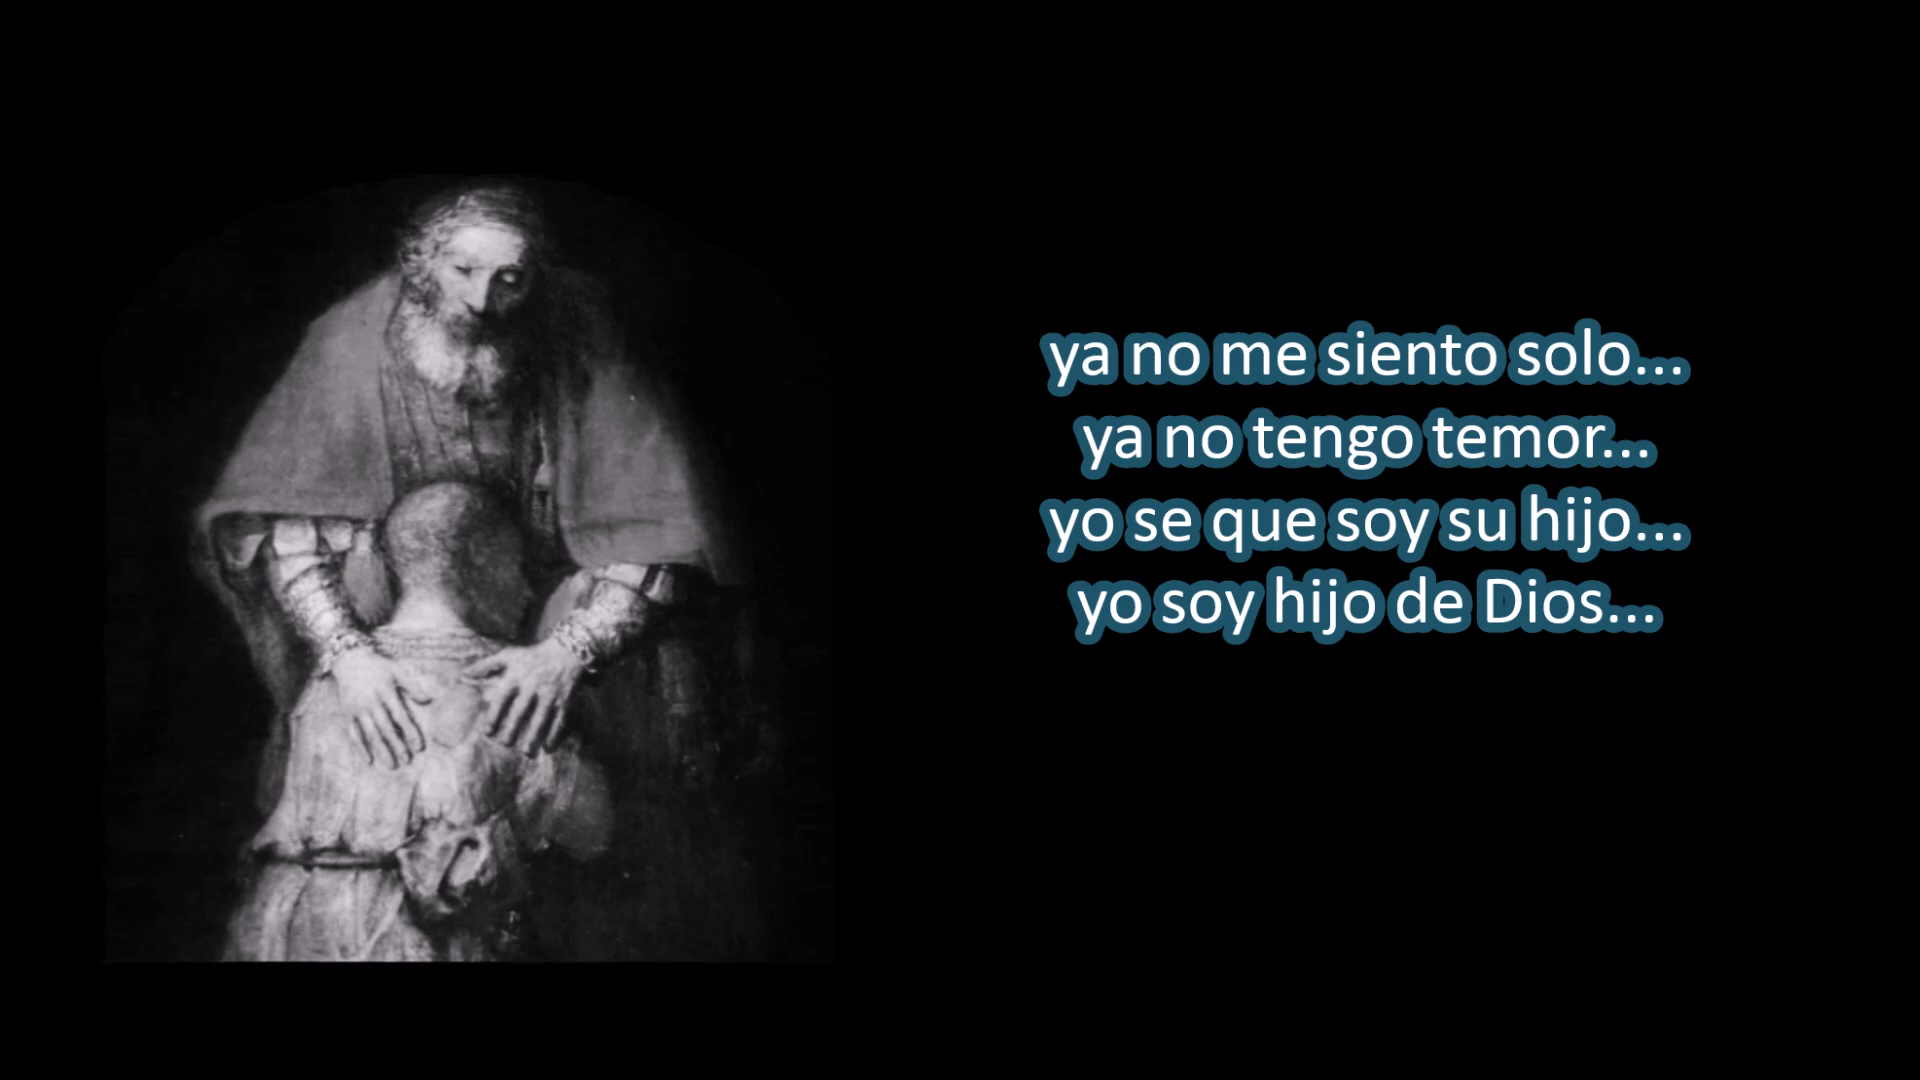 ya no me siento solo...
ya no tengo temor...
yo se que soy su hijo...
yo soy hijo de Dios...